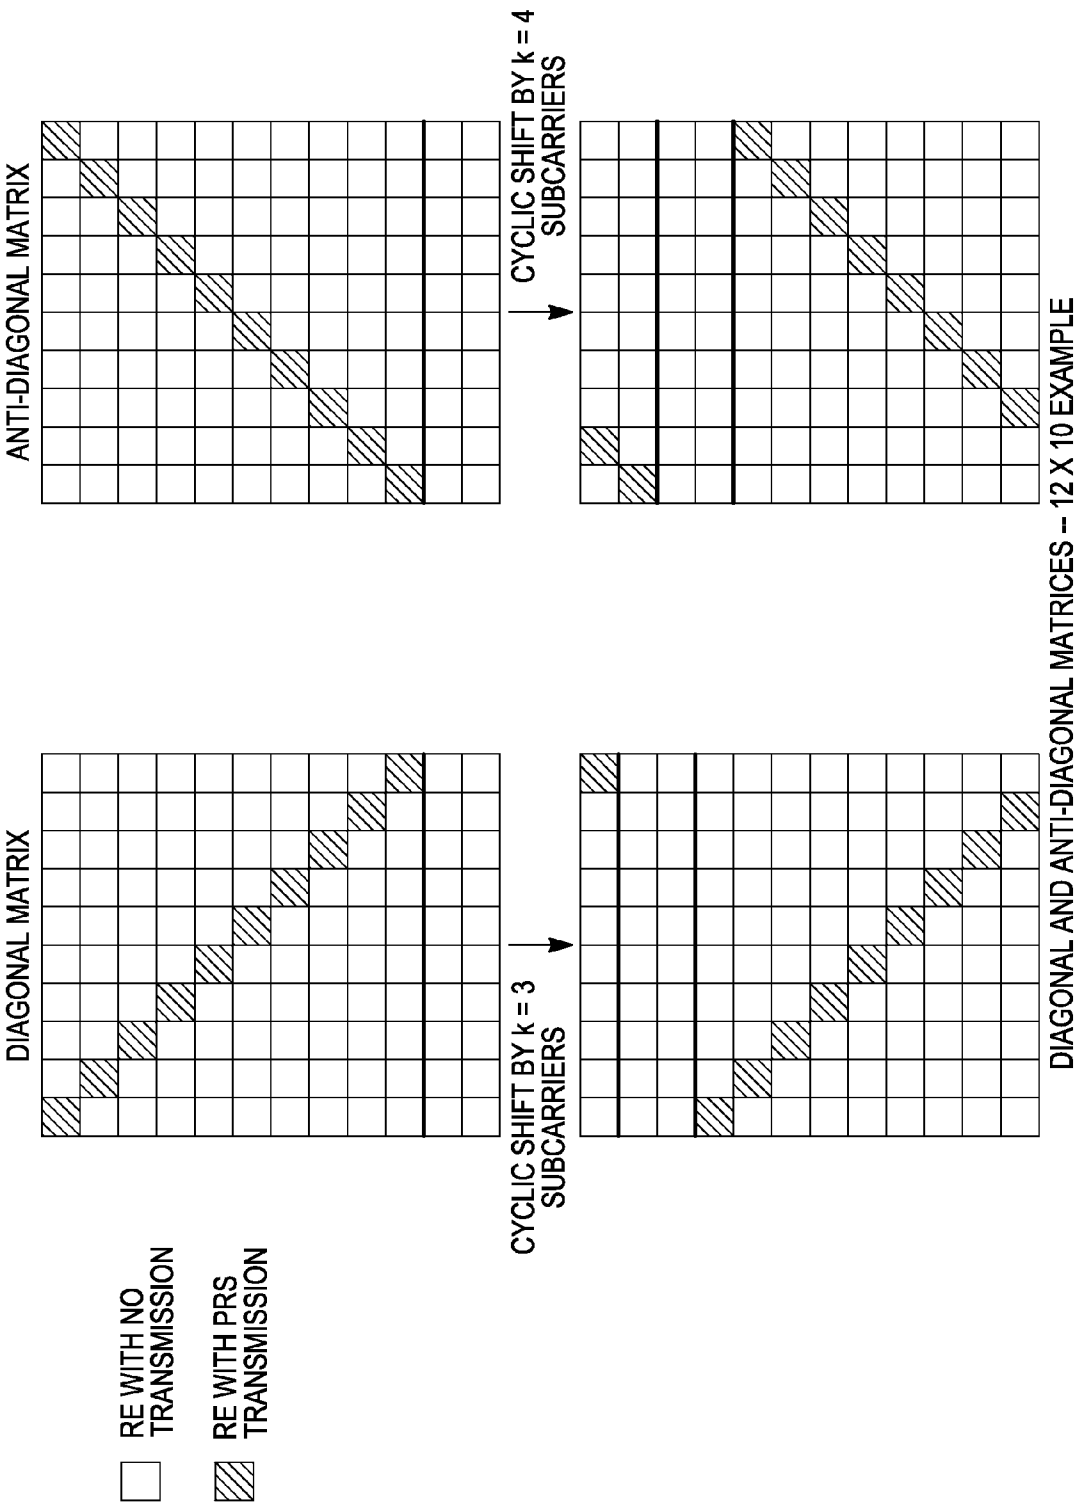 RE WITH NO
TRANSMISSION
RE WITH PRS
TRANSMISSION
DIAGONAL MATRIX
CYCLIC SHIFT BY k = 3
SUBCARRIERS
ANTI-DIAGONAL MATRIX
CYCLIC SHIFT BY k = 4
SUBCARRIERS
DIAGONAL AND ANTI-DIAGONAL MATRICES -- 12 X 10 EXAMPLE